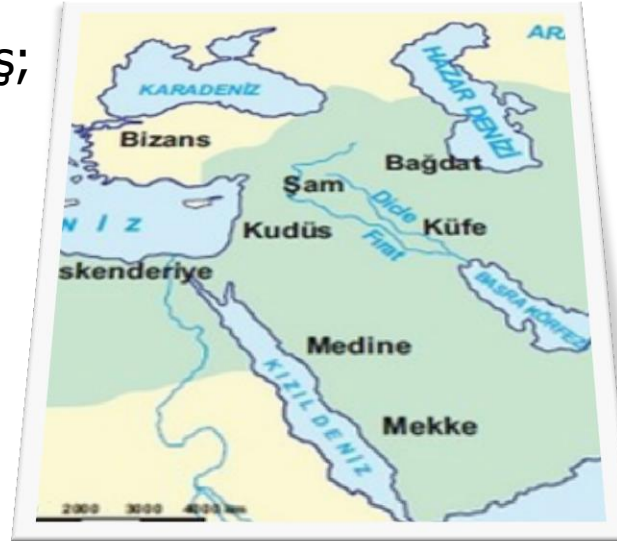 ş;
AR
KARADENİZ
HAZAR DENİZİ
Bizans
Bağdat
Şam
Dicle
N İ Z
Kudüs
Küfe
Fırat
skenderiye
BASRA KÖRFEZ
Medine
KIZILDENİZ
Mekke
2000 3000 4000 km